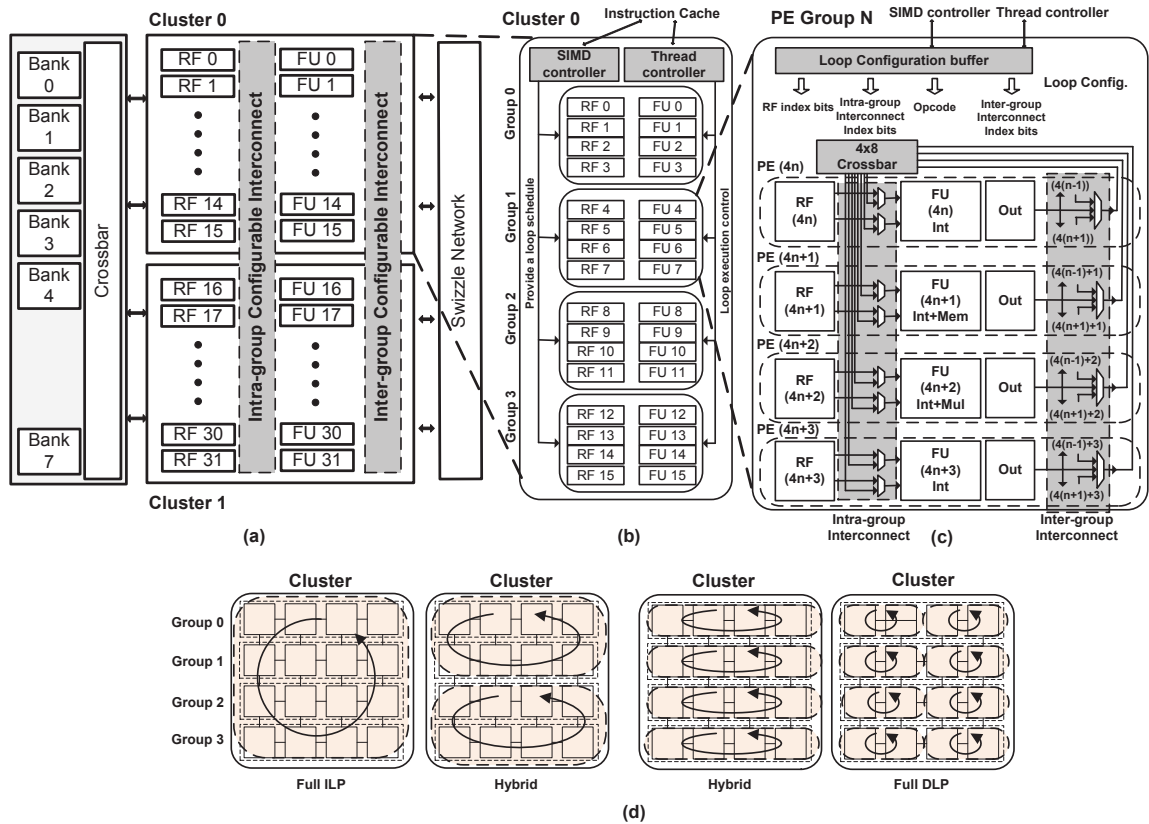 Cluster 0
Bank
0
Bank
1
Bank
2
Bank
3
Bank
4
Bank
7
Crossbar
RF 0
RF 1
RF 14
RF 15
RF 16
RF 17
RF 30
RF 31
Intra-group Configurable Interconnect
FU 0
FU 1
FU 14
FU 15
FU 16
FU 17
FU 30
FU 31
Inter-group Configurable Interconnect
Swizzle Network
Cluster 1
(a)
Cluster 0
Instruction Cache
SIMD
controller
Thread
controller
Group 0
Group 1
Group 2
Group 3
Provide a loop schedule
Loop execution control
RF 0
FU 0
RF 1
FU 1
RF 2
FU 2
RF 3
FU 3
RF 4
FU 4
RF 5
FU 5
RF 6
FU 6
RF 7
FU 7
RF 8
FU 8
RF 9
FU 9
RF 10
FU 10
RF 11
FU 11
RF 12
FU 12
RF 13
FU 13
RF 14
FU 14
RF 15
FU 15
(b)
PE Group N
SIMD controller
Thread controller
Loop Configuration buffer
Loop Config.
RF index bits
Intra-group
Interconnect
Index bits
Opcode
Inter-group
Interconnect
Index bits
4x8
Crossbar
PE (4n)
RF
(4n)
FU
(4n)
Int
Out
(4(n-1))
(4(n+1))
PE (4n+1)
RF
(4n+1)
FU
(4n+1)
Int+Mem
Out
(4(n-1)+1)
(4(n+1)+1)
PE (4n+2)
RF
(4n+2)
FU
(4n+2)
Int+Mul
Out
(4(n-1)+2)
(4(n+1)+2)
PE (4n+3)
RF
(4n+3)
FU
(4n+3)
Int
Out
(4(n-1)+3)
(4(n+1)+3)
Intra-group
Interconnect
(c)
Inter-group
Interconnect
Cluster
Cluster
Cluster
Cluster
Group 0
Group 1
Group 2
Group 3
Full ILP
Hybrid
Hybrid
Full DLP
(d)